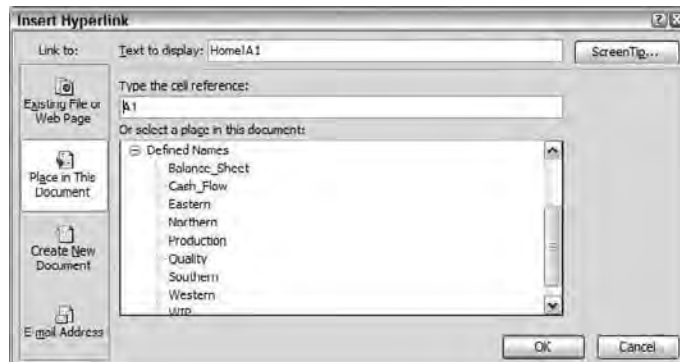 Insert Hyperlink
Link to:
Text to display: Home!A1
ScreenTip...
Existing File or
Web Page
Type the cell reference:
A1
Or select a place in this document:
Place in This
Document
Defined Names
Balance_Sheet
Cash_Flow
Eastern
Northern
Production
Quality
Southern
Western
WIP
Create New
Document
E-mail Address
OK
Cancel